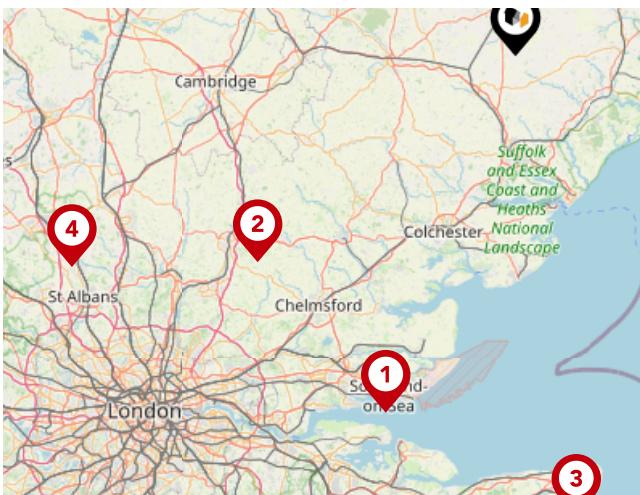 Cambridge
Suffolk
and Essex
Coast and
Heaths
National
Landscape
2
4
Colchester
St Albans
Chelmsford
1
on Sea
London
3